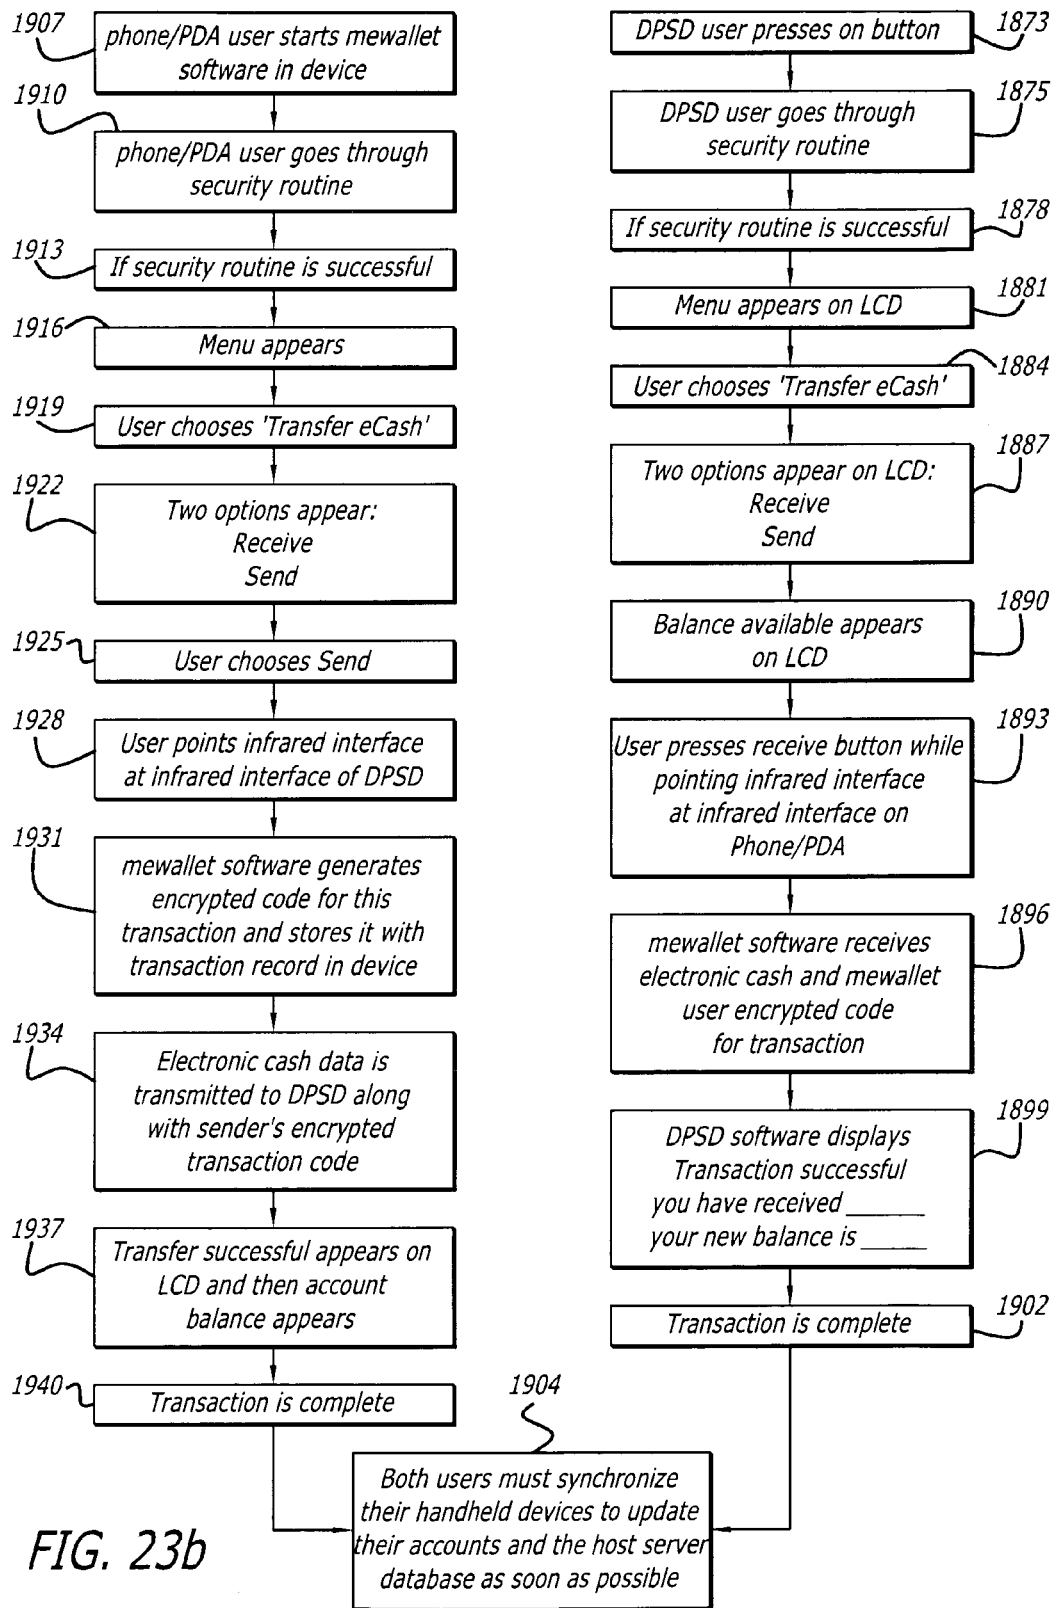 1907
phone/PDA user starts mewallet
software in device
1910
phone/PDA user goes through
security routine
1913
If security routine is successful
1916
Menu appears
1919
User chooses 'Transfer eCash'
1922
Two options appear:
Receive
Send
1925
User chooses Send
1928
User points infrared interface
at infrared interface of DPSD
1931
mewallet software generates
encrypted code for this
transaction and stores it with
transaction record in device
1934
Electronic cash data is
transmitted to DPSD along
with sender's encrypted
transaction code
1937
Transfer successful appears on
LCD and then account
balance appears
1940
Transaction is complete
DPSD user presses on button
1873
DPSD user goes through
security routine
1875
If security routine is successful
1878
Menu appears on LCD
1881
User chooses 'Transfer eCash'
1884
Two options appear on LCD:
Receive
Send
1887
Balance available appears
on LCD
1890
User presses receive button while
pointing infrared interface
at infrared interface on
Phone/PDA
1893
mewallet software receives
electronic cash and mewallet
user encrypted code
for transaction
1896
DPSD software displays
Transaction successful
you have received ______
your new balance is _____
1899
Transaction is complete
1902
1904
Both users must synchronize
their handheld devices to update
their accounts and the host server
database as soon as possible
FIG. 23b